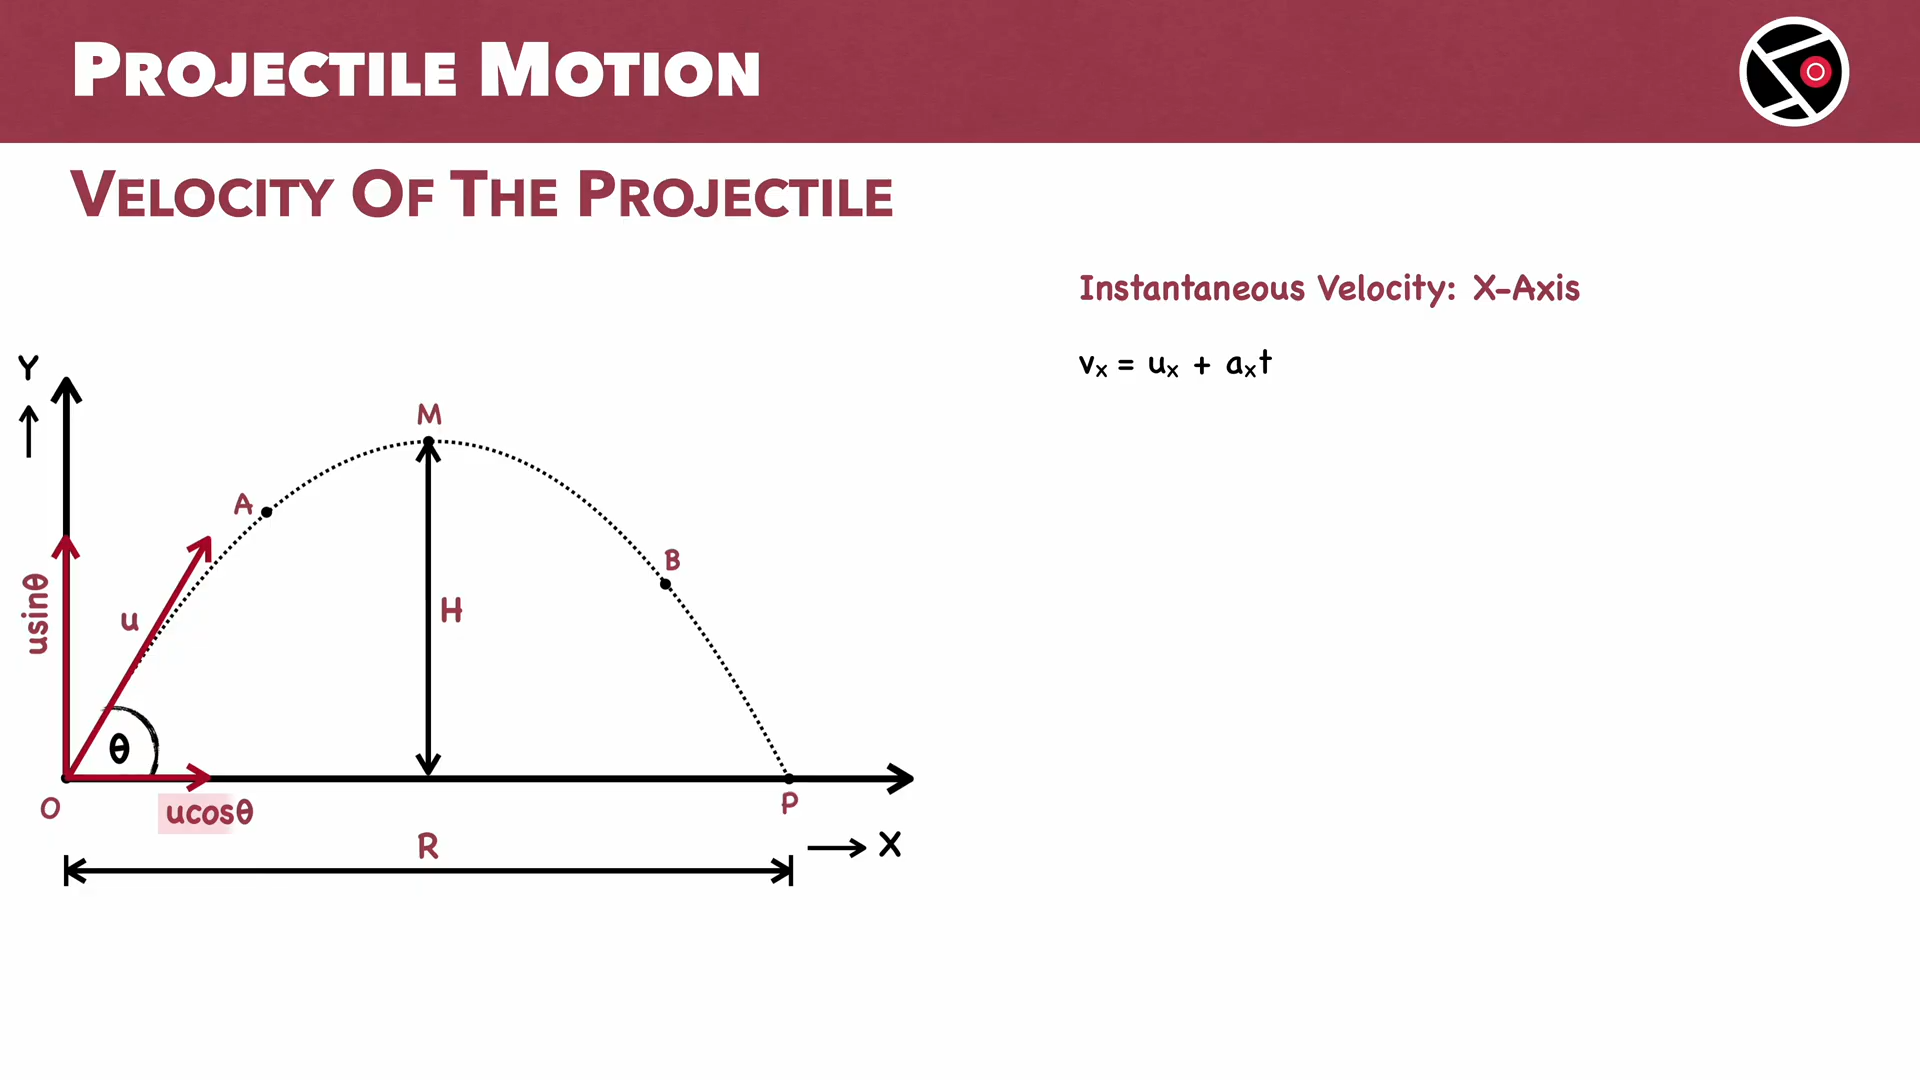 PROJECTILE MOTION
VELOCITY OF THE PROJECTILE
Instantaneous Velocity: X-Axis
vₓ = uₓ + aₓt
Y
M
A
B
usinθ
u
H
θ
O
ucosθ
P
R
X